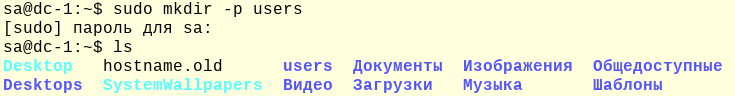 sa@dc-1:~$ sudo mkdir -p users
[sudo] пароль для sa:
sa@dc-1:~$ ls
Desktop   hostname.old      users  Документы  Изображения  Общедоступные
Desktops  SystemWallpapers  Видео  Загрузки   Музыка       Шаблоны